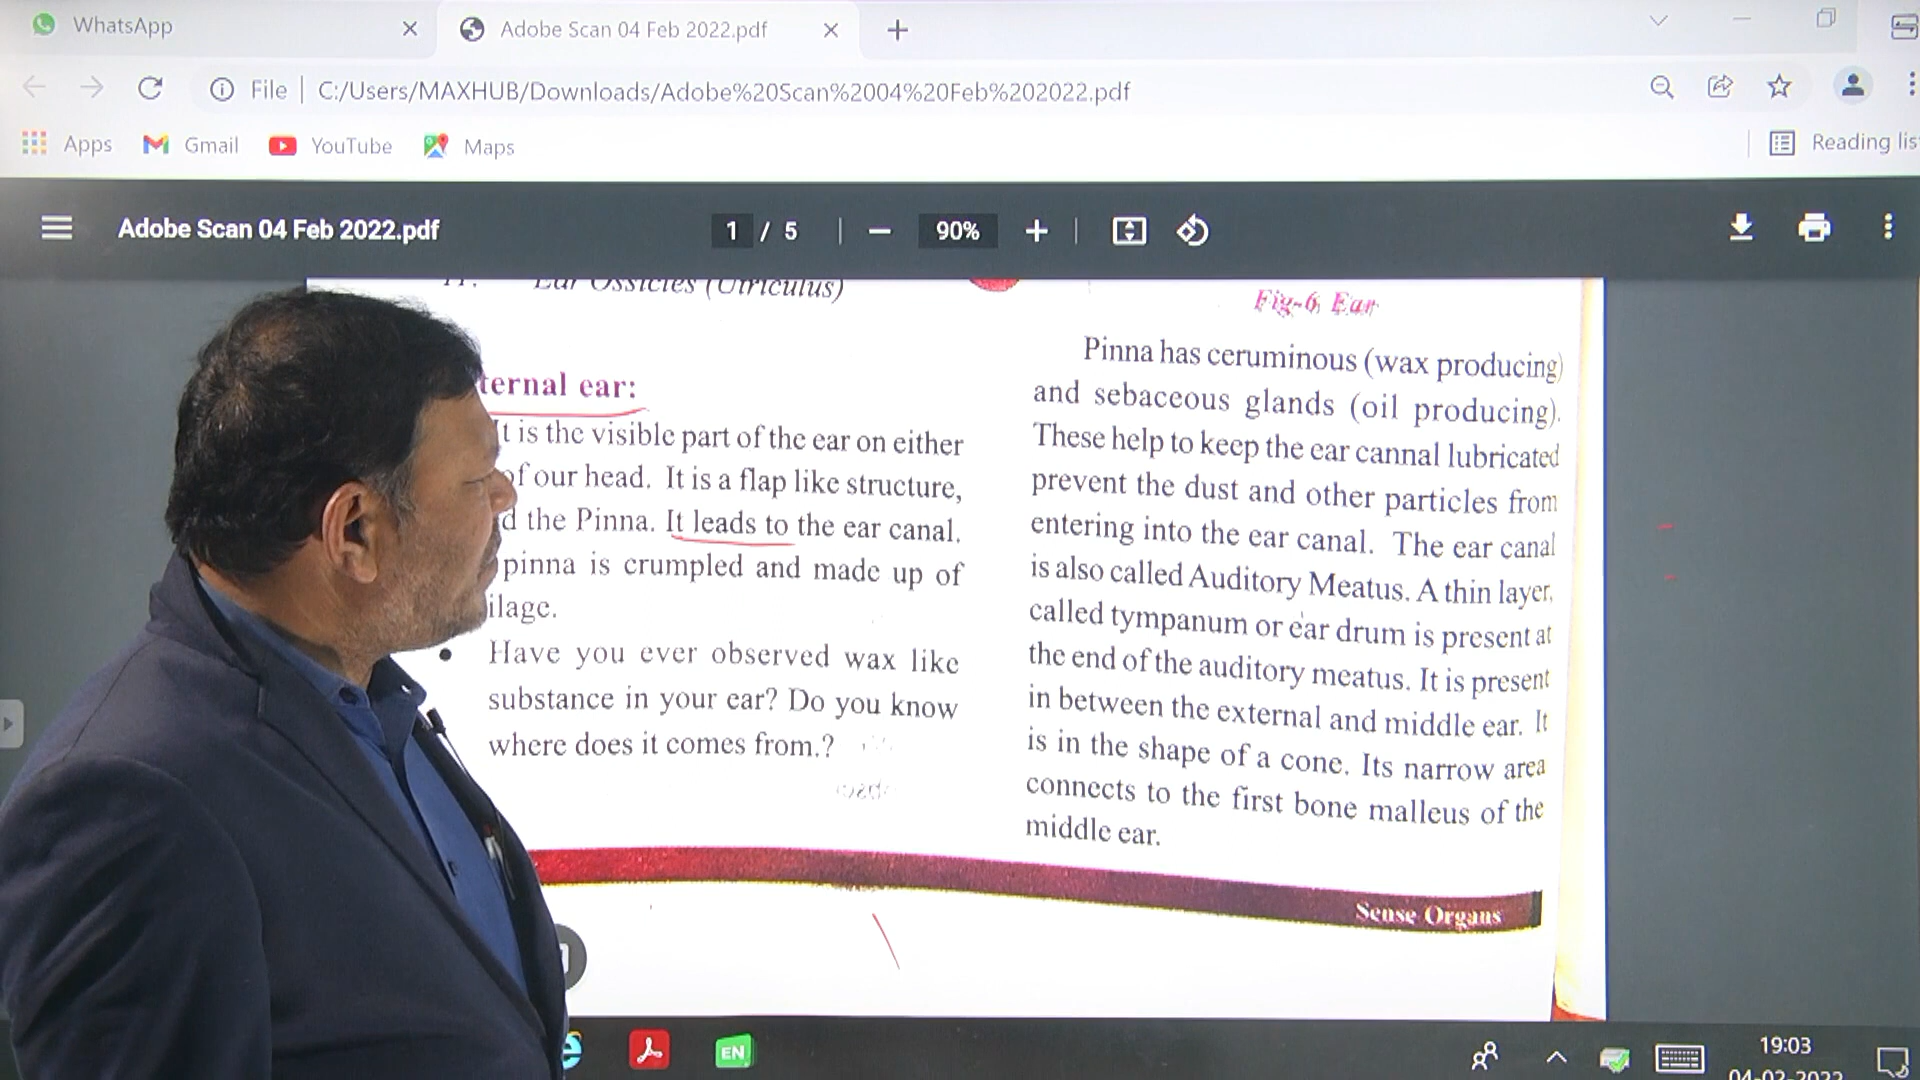 WhatsApp
Adobe Scan 04 Feb 2022.pdf
File
C:/Users/MAXHUB/Downloads/Adobe%20Scan%2004%20Feb%202022.pdf
Apps
Gmail
YouTube
Maps
Reading lis
Adobe Scan 04 Feb 2022.pdf
1 / 5
90%
Ear Ossicles (Utriculus)
ternal ear:
It is the visible part of the ear on either
of our head. It is a flap like structure,
d the Pinna. It leads to the ear canal.
pinna is crumpled and made up of
ilage.
• Have you ever observed wax like
substance in your ear? Do you know
where does it comes from.?
Fig-6 Ear
Pinna has ceruminous (wax producing)
and sebaceous glands (oil producing).
These help to keep the ear cannal lubricated
prevent the dust and other particles from
entering into the ear canal. The ear canal
is also called Auditory Meatus. A thin layer,
called tympanum or ear drum is present at
the end of the auditory meatus. It is present
in between the external and middle ear. It
is in the shape of a cone. Its narrow area
connects to the first bone malleus of the
middle ear.
Sense Organs
EN
19:03
04-02-2022